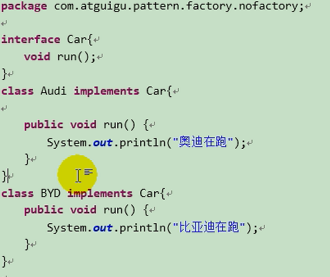 package com.atguigu.pattern.factory.nofactory;
interface Car{
void run();
}
class Audi implements Car{
public void run() {
System.out.println("奥迪在跑");
}
}
class BYD implements Car{
public void run() {
System.out.println("比亚迪在跑");
}
}